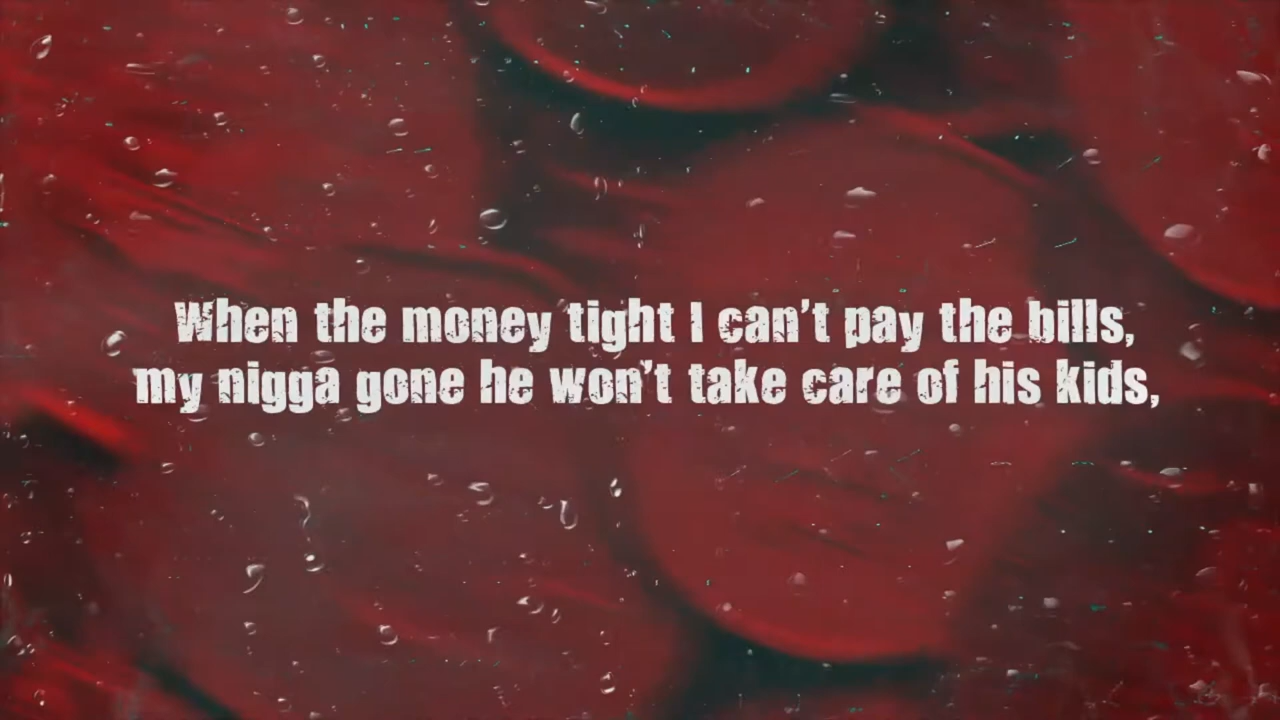 When the money tight I can't pay the bills,
my nigga gone he won't take care of his kids,